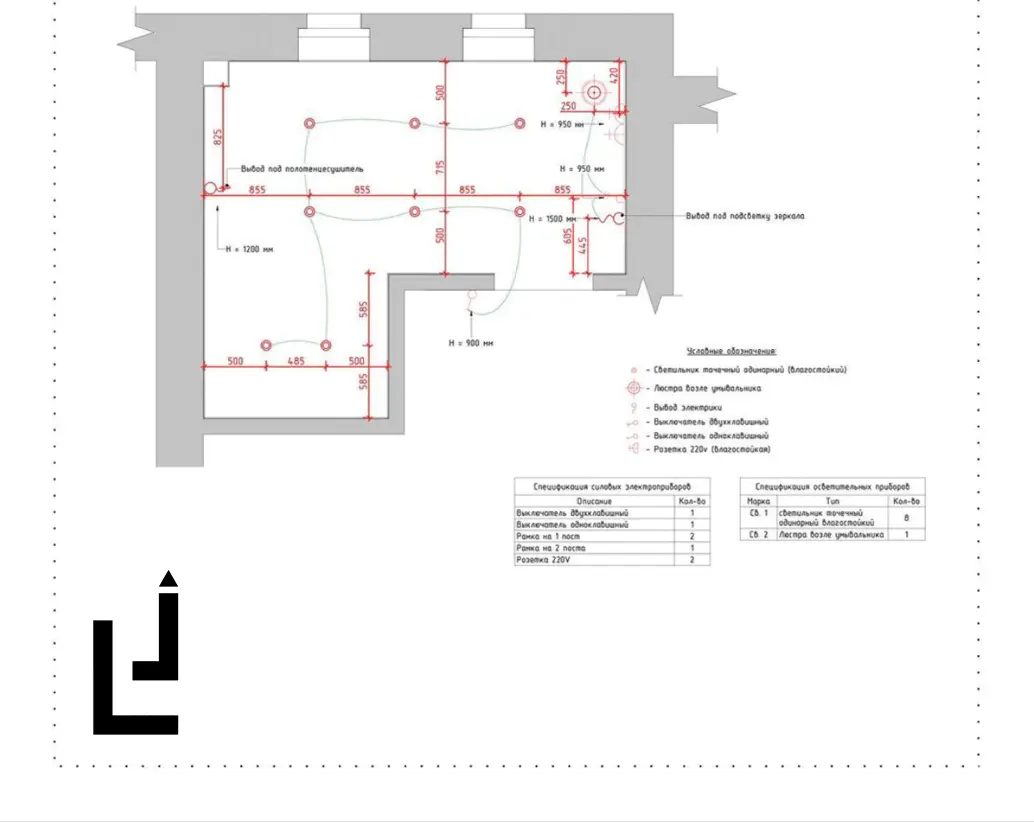 250
420
500
250
H = 950 мм
825
715
Вывод под полотенцесушитель
H = 950 мм
855
855
855
855
H = 1500 мм
Вывод под подсветку зеркала
605
445
500
H = 1200 мм
585
H = 900 мм
500
485
500
585
Условные обозначения:
- Светильник точечный одинарный (влагостойкий)
- Люстра возле умывальника
- Вывод электрики
- Выключатель двухклавишный
- Выключатель одноклавишный
- Розетка 220v (влагостойкая)
Спецификация силовых электроприборов
Описание Кол-во
Выключатель двухклавишный 1
Выключатель одноклавишный 1
Рамка на 1 пост 2
Рамка на 2 поста 1
Розетка 220V 2
Спецификация осветительных приборов
Марка Тип Кол-во
Св. 1 светильник точечный
одинарный влагостойкий 8
Св. 2 Люстра возле умывальника 1